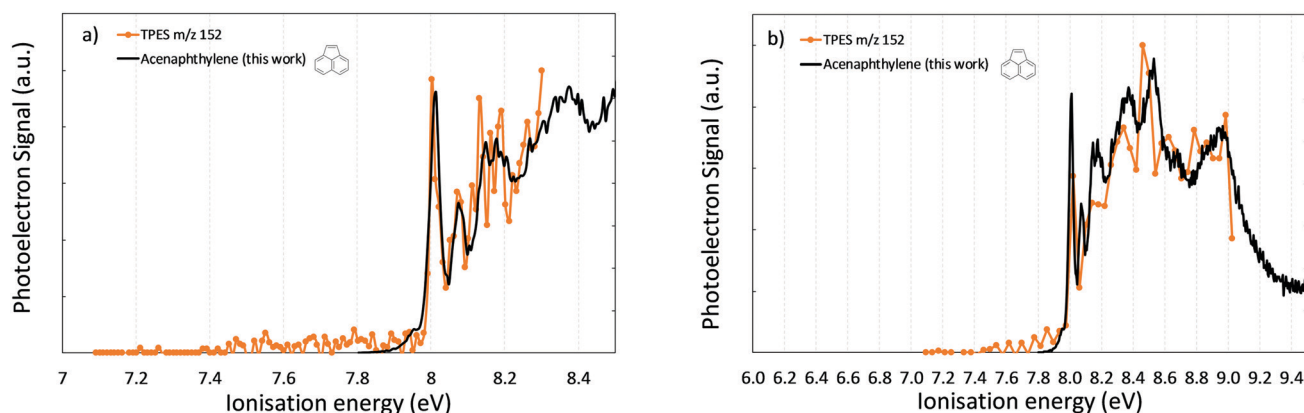 a)
TPES m/z 152
Acenaphthylene (this work)
Photoelectron Signal (a.u.)
7 7.2 7.4 7.6 7.8 8 8.2 8.4
Ionisation energy (eV)
b)
TPES m/z 152
Acenaphthylene (this work)
Photoelectron Signal (a.u.)
6.0 6.2 6.4 6.6 6.8 7.0 7.2 7.4 7.6 7.8 8.0 8.2 8.4 8.6 8.8 9.0 9.2 9.4
Ionisation energy (eV)